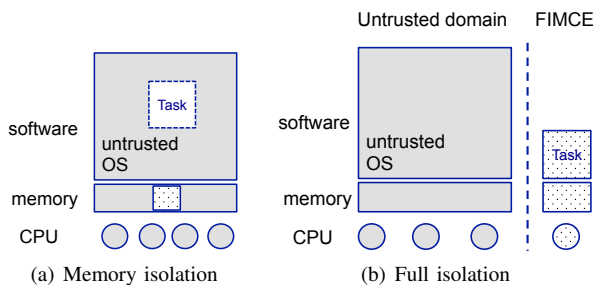 Untrusted domain
FIMCE
software
Task
untrusted
OS
memory
CPU
(a) Memory isolation
software
untrusted
OS
Task
memory
CPU
(b) Full isolation